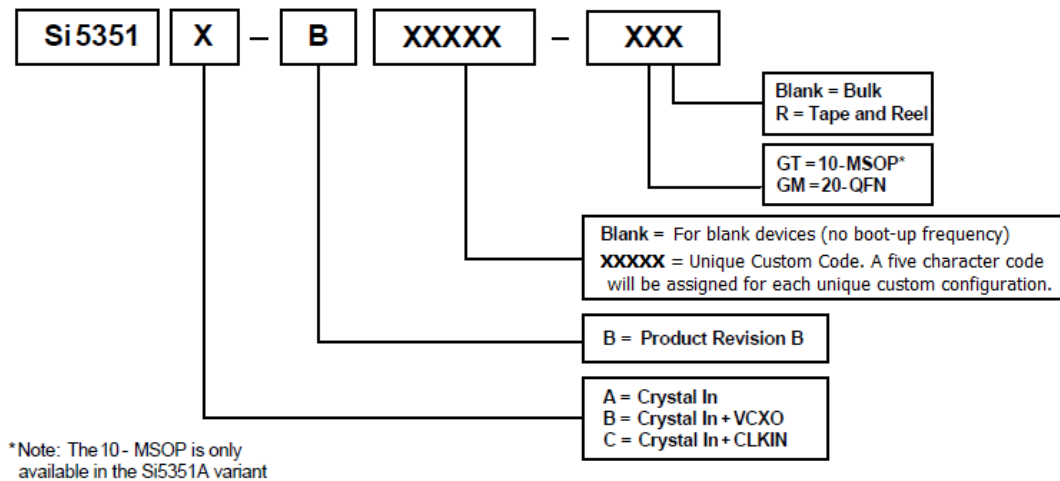 Si5351 X – B XXXXX – XXX
Blank = Bulk
R = Tape and Reel
GT = 10-MSOP*
GM = 20-QFN
Blank = For blank devices (no boot-up frequency)
XXXXX = Unique Custom Code. A five character code
will be assigned for each unique custom configuration.
B = Product Revision B
A = Crystal In
B = Crystal In + VCXO
C = Crystal In + CLKIN
*Note: The 10 - MSOP is only
available in the Si5351A variant